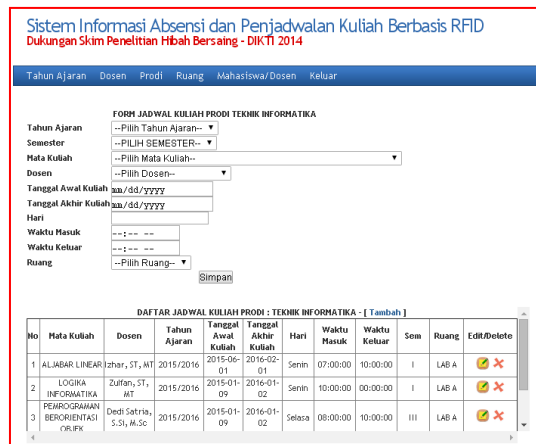 Sistem Informasi Absensi dan Penjadwalan Kuliah Berbasis RFID
Dukungan Skim Penelitian Hibah Bersaing - DIKTI 2014
Tahun Ajaran Dosen Prodi Ruang Mahasiswa/Dosen Keluar
FORM JADWAL KULIAH PRODI TEKNIK INFORMATIKA
Tahun Ajaran --Pilih Tahun Ajaran--
Semester --PILIH SEMESTER--
Mata Kuliah --Pilih Mata Kuliah--
Dosen --Pilih Dosen--
Tanggal Awal Kuliah mm/dd/yyyy
Tanggal Akhir Kuliah mm/dd/yyyy
Hari
Waktu Masuk --:-- --
Waktu Keluar --:-- --
Ruang --Pilih Ruang--
Simpan
DAFTAR JADWAL KULIAH PRODI : TEKNIK INFORMATIKA - [ Tambah ]
No Mata Kuliah Dosen Tahun Ajaran Tanggal Awal Kuliah Tanggal Akhir Kuliah Hari Waktu Masuk Waktu Keluar Sem Ruang Edit/Delete
1 ALJABAR LINEAR Izhar, ST, MT 2015/2016 2015-06-01 2016-02-01 Senin 07:00:00 10:00:00 I LAB A
2 LOGIKA INFORMATIKA Zulfan, ST, MT 2015/2016 2015-01-09 2016-01-02 Senin 10:00:00 00:00:00 I LAB A
3 PEMROGRAMAN BERORIENTASI OBJEK Dedi Satria, S.SI, M.Sc 2015/2016 2015-01-09 2016-01-02 Selasa 08:00:00 10:00:00 III LAB A